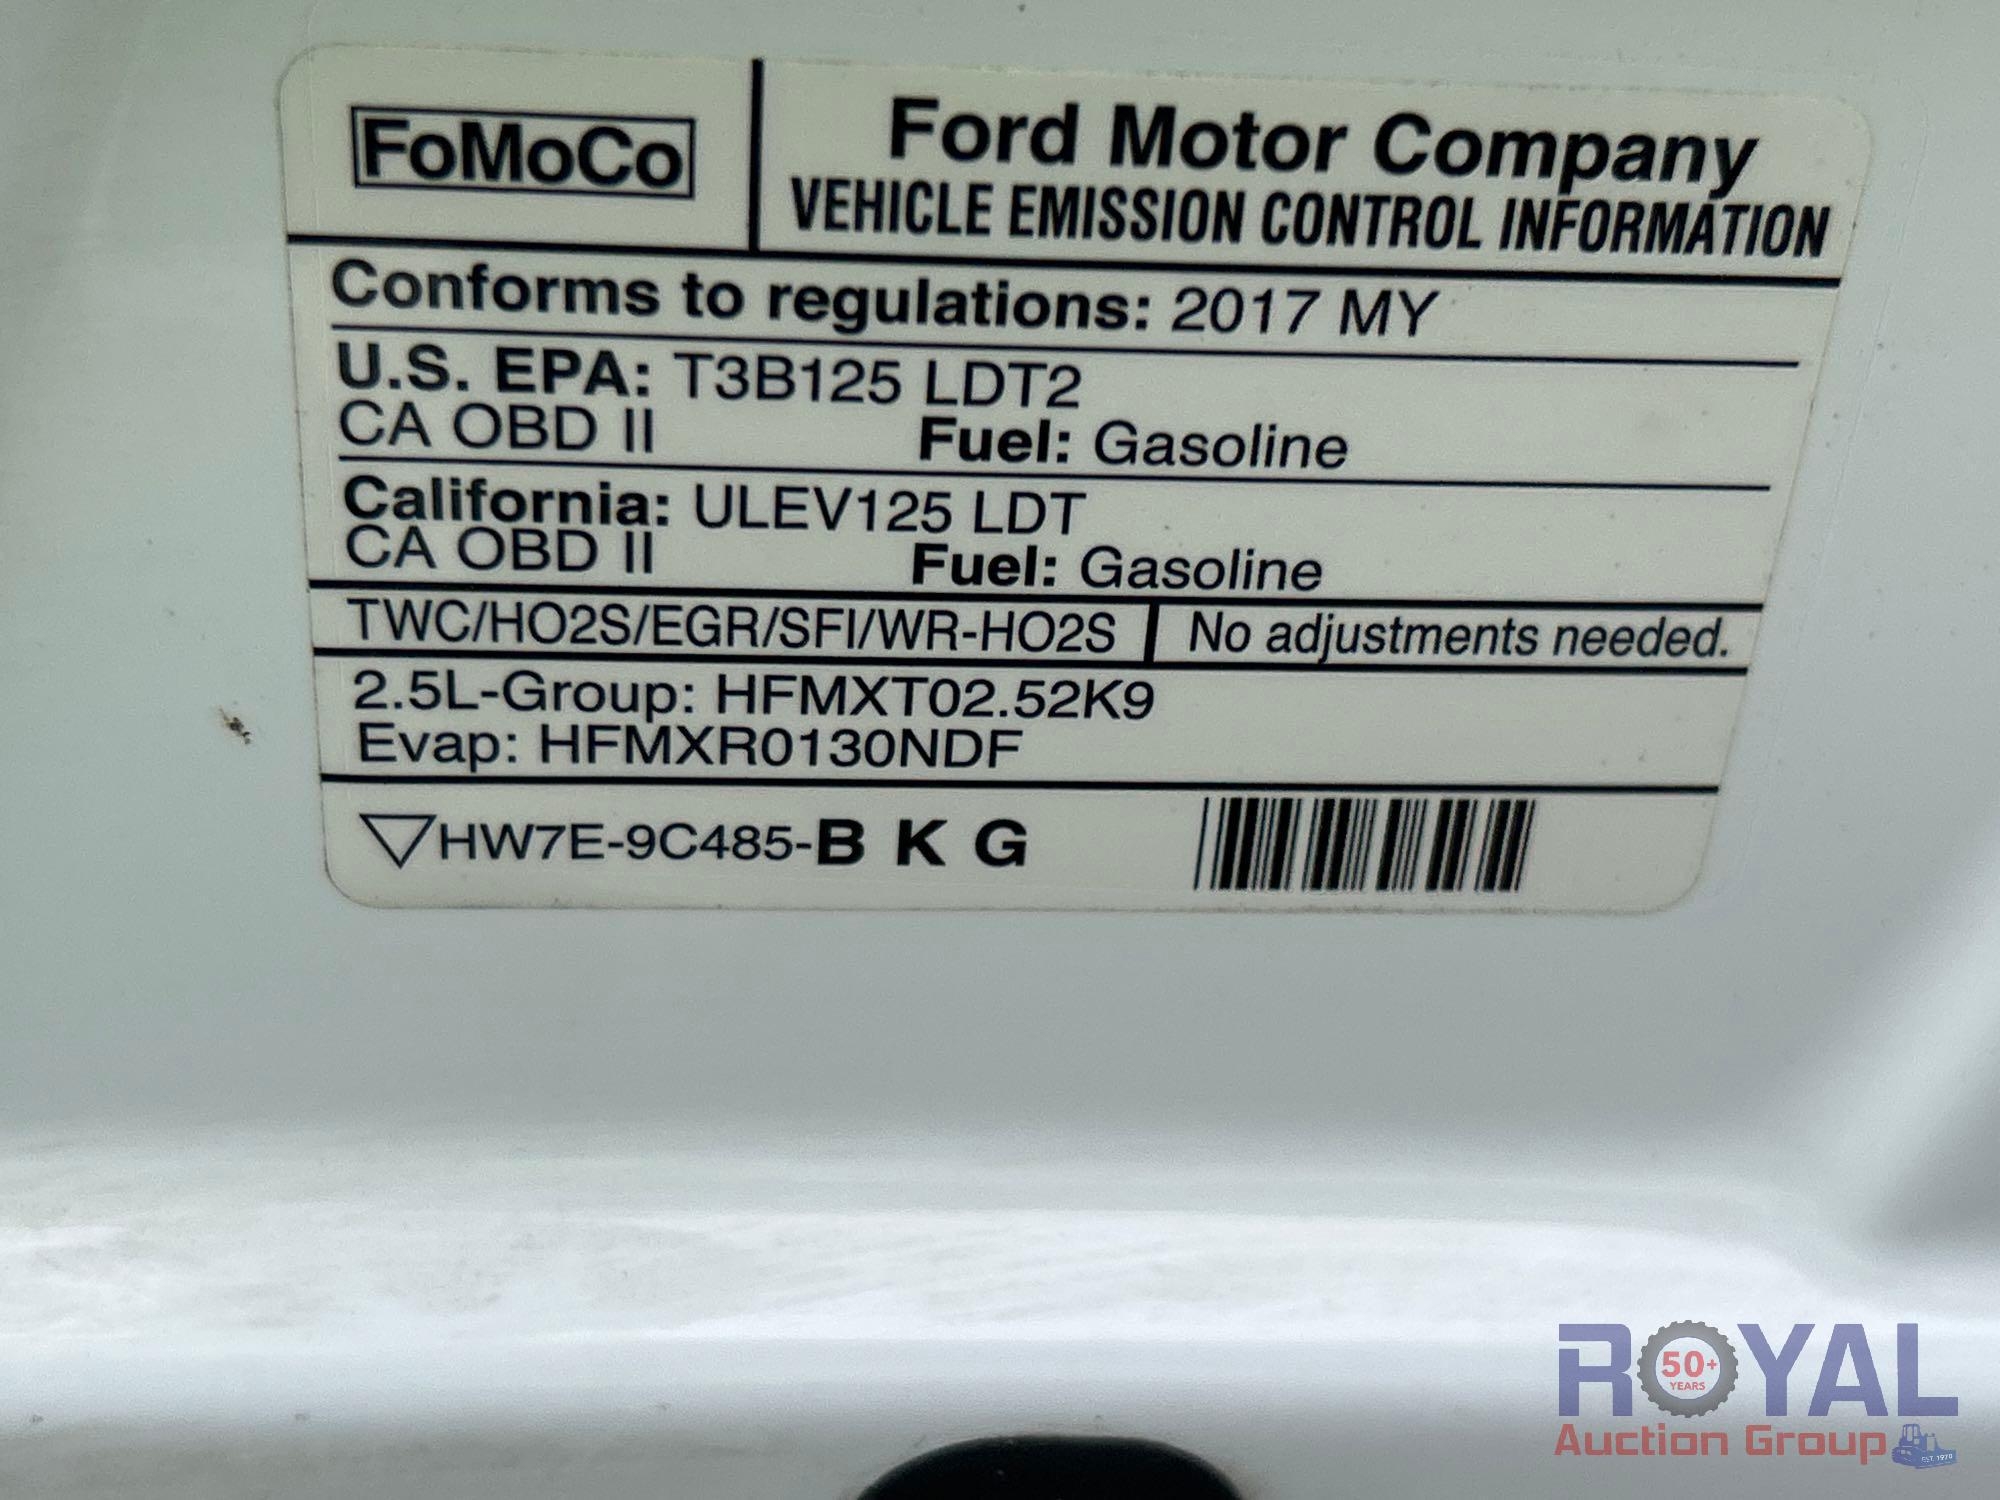 FoMoCo
Ford Motor Company
VEHICLE EMISSION CONTROL INFORMATION
Conforms to regulations: 2017 MY
U.S. EPA: T3B125 LDT2
CA OBD II Fuel: Gasoline
California: ULEV125 LDT
CA OBD II Fuel: Gasoline
TWC/HO2S/EGR/SFI/WR-HO2S No adjustments needed.
2.5L-Group: HFMXT02.52K9
Evap: HFMXR0130NDF
HW7E-9C485-B K G
ROYAL
50+
YEARS
Auction Group
EST. 1970